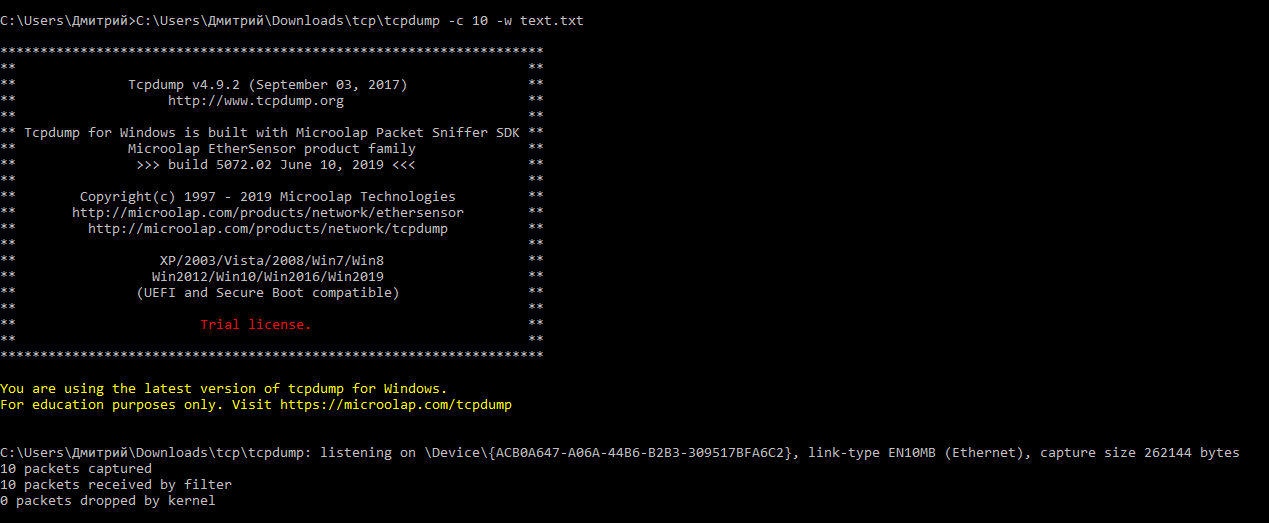 C:\Users\Дмитрий>C:\Users\Дмитрий\Downloads\tcp\tcpdump -c 10 -w text.txt
********************************************************************
** **
** Tcpdump v4.9.2 (September 03, 2017) **
** http://www.tcpdump.org **
** **
** Tcpdump for Windows is built with Microolap Packet Sniffer SDK **
** Microolap EtherSensor product family **
** >>> build 5072.02 June 10, 2019 <<< **
** **
** Copyright(c) 1997 - 2019 Microolap Technologies **
** http://microolap.com/products/network/ethersensor **
** http://microolap.com/products/network/tcpdump **
** **
** XP/2003/Vista/2008/Win7/Win8 **
** Win2012/Win10/Win2016/Win2019 **
** (UEFI and Secure Boot compatible) **
** **
** Trial license. **
** **
********************************************************************
You are using the latest version of tcpdump for Windows.
For education purposes only. Visit https://microolap.com/tcpdump
C:\Users\Дмитрий\Downloads\tcp\tcpdump: listening on \Device\{ACB0A647-A06A-44B6-B2B3-309517BFA6C2}, link-type EN10MB (Ethernet), capture size 262144 bytes
10 packets captured
10 packets received by filter
0 packets dropped by kernel